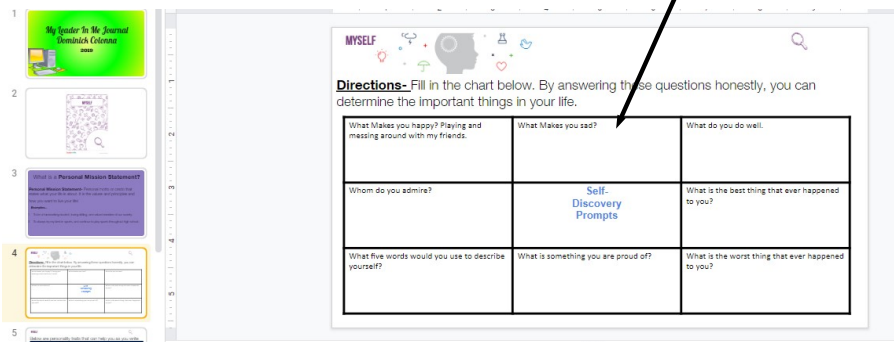 1
My Leader In Me Journal
Dominick Colonna
2019
2
MYSELF
3
What is a Personal Mission Statement?
4
5
MYSELF
Directions- Fill in the chart below. By answering these questions honestly, you can
determine the important things in your life.
What Makes you happy? Playing and
messing around with my friends.
What Makes you sad?
What do you do well.
Whom do you admire?
Self-
Discovery
Prompts
What is the best thing that ever happened
to you?
What five words would you use to describe
yourself?
What is something you are proud of?
What is the worst thing that ever happened
to you?